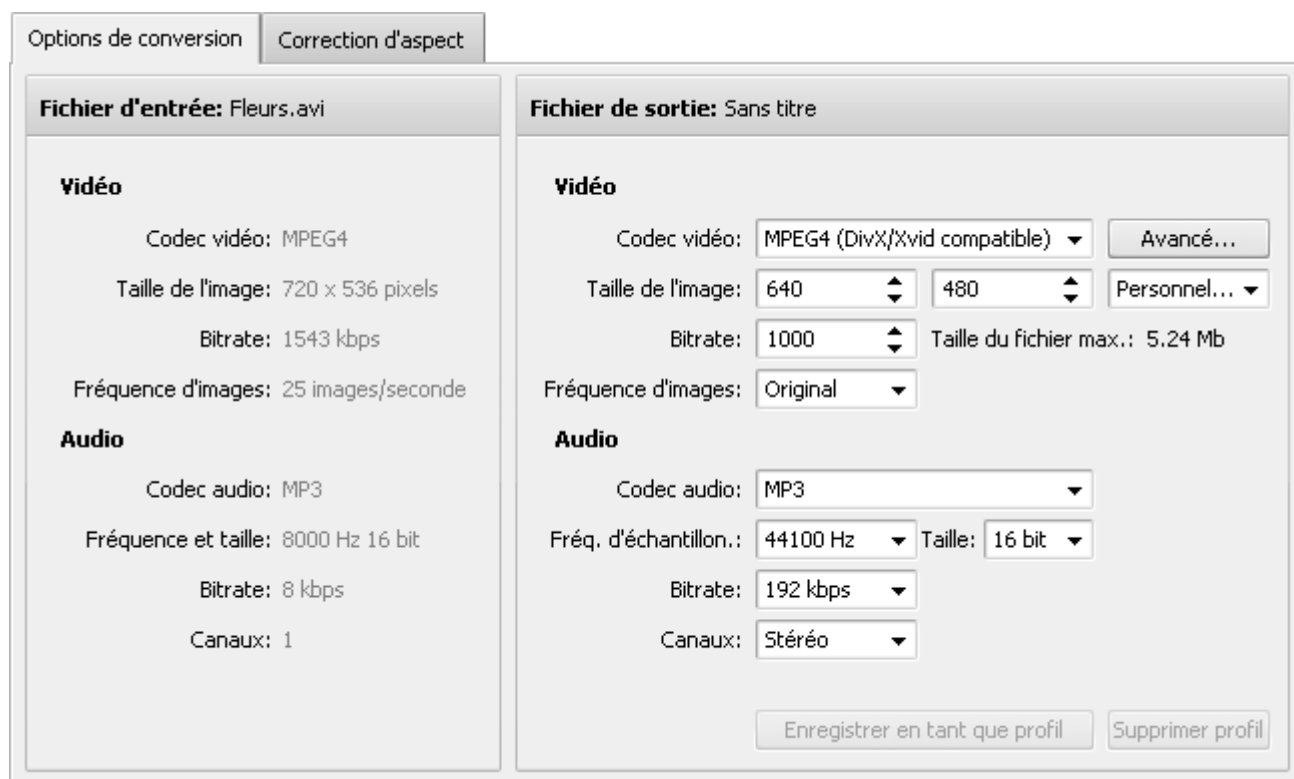 Options de conversion
Correction d'aspect
Fichier d'entrée: Fleurs.avi
Vidéo
Codec vidéo: MPEG4
Taille de l'image: 720 x 536 pixels
Bitrate: 1543 kbps
Fréquence d'images: 25 images/seconde
Audio
Codec audio: MP3
Fréquence et taille: 8000 Hz 16 bit
Bitrate: 8 kbps
Canaux: 1
Fichier de sortie: Sans titre
Vidéo
Codec vidéo: MPEG4 (DivX/Xvid compatible) Avancé...
Taille de l'image: 640 480 Personnel...
Bitrate: 1000 Taille du fichier max.: 5.24 Mb
Fréquence d'images: Original
Audio
Codec audio: MP3
Fréq. d'échantillon.: 44100 Hz Taille: 16 bit
Bitrate: 192 kbps
Canaux: Stéréo
Enregistrer en tant que profil Supprimer profil